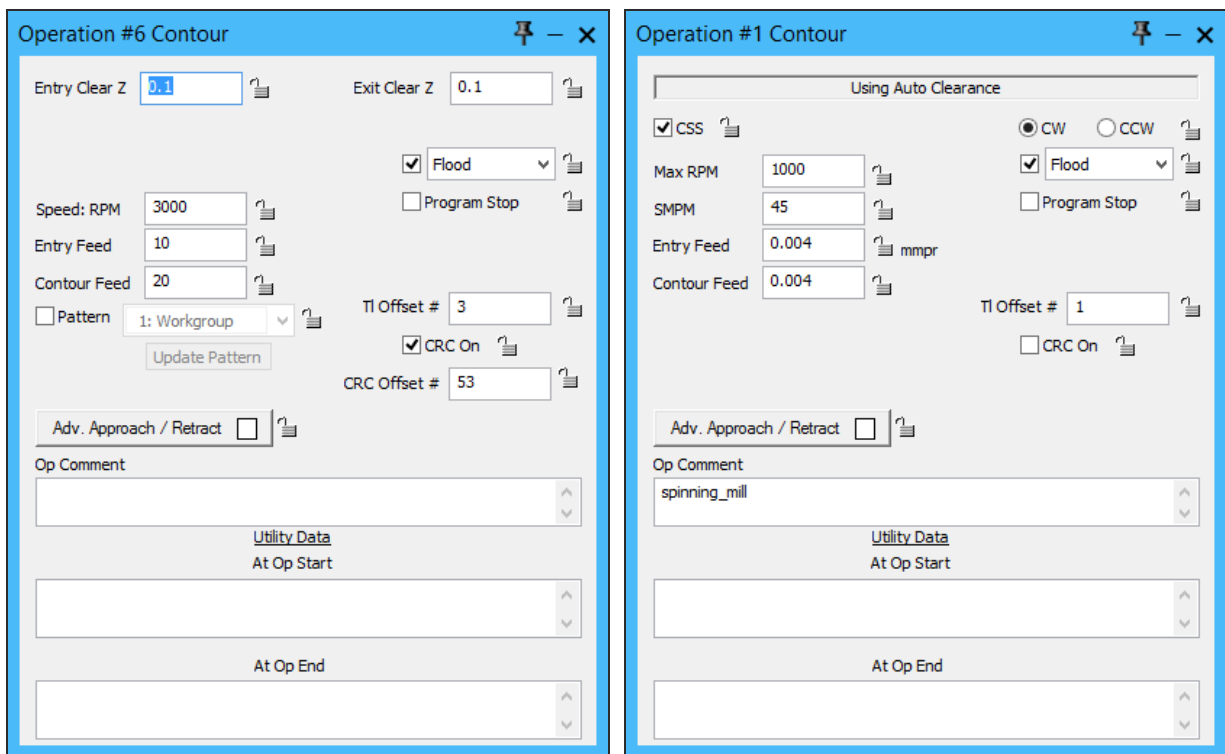 Operation #6 Contour
Entry Clear Z 0.1 Exit Clear Z 0.1
Flood
Program Stop
Speed: RPM 3000
Entry Feed 10
Contour Feed 20
Tl Offset # 3
Pattern 1: Workgroup
CRC On
Update Pattern
CRC Offset # 53
Adv. Approach / Retract
Op Comment
Utility Data
At Op Start
At Op End
Operation #1 Contour
Using Auto Clearance
CSS CW CCW
Flood
Max RPM 1000
SMPM 45
Program Stop
Entry Feed 0.004 mmpr
Contour Feed 0.004
Tl Offset # 1
CRC On
Adv. Approach / Retract
Op Comment
spinning_mill
Utility Data
At Op Start
At Op End